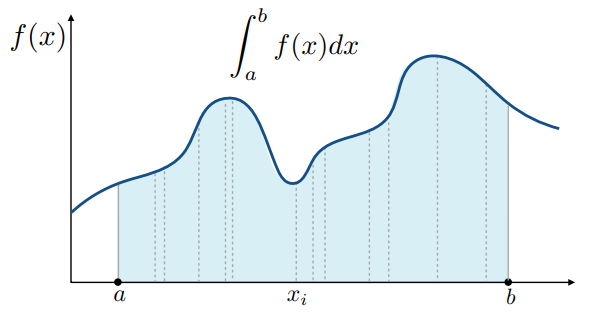 f(x)
∫_a^b f(x)dx
a x_i b